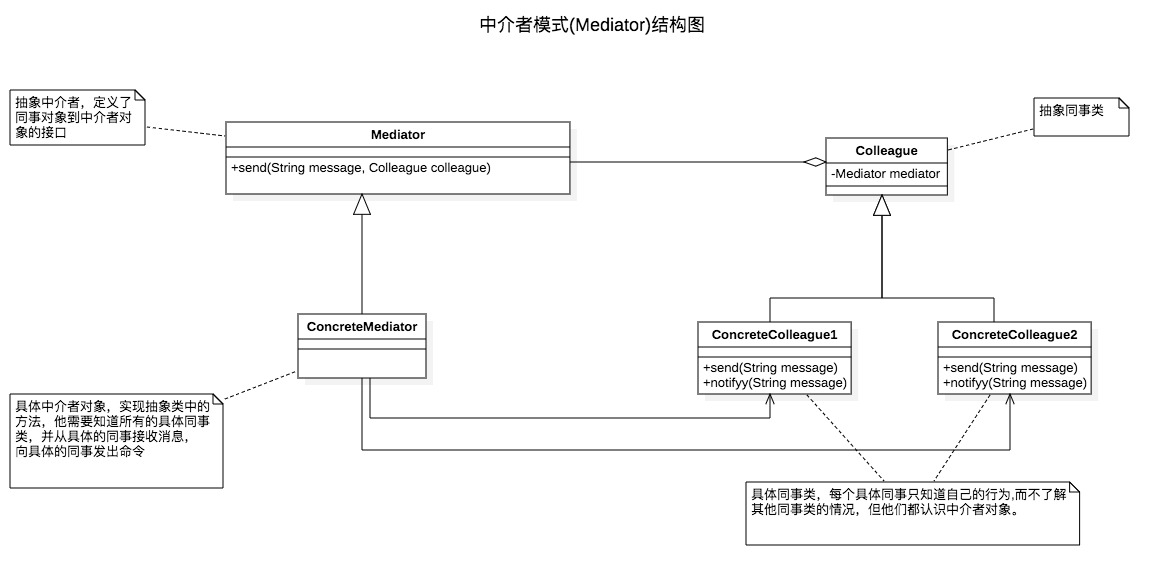 中介者模式(Mediator)结构图
抽象中介者，定义了
同事对象到中介者对
象的接口
Mediator
+send(String message, Colleague colleague)
抽象同事类
Colleague
-Mediator mediator
ConcreteMediator
ConcreteColleague1
+send(String message)
+notifyy(String message)
ConcreteColleague2
+send(String message)
+notifyy(String message)
具体中介者对象，实现抽象类中的
方法，他需要知道所有的具体同事
类，并从具体的同事接收消息，
向具体的同事发出命令
具体同事类，每个具体同事只知道自己的行为,而不了解
其他同事类的情况，但他们都认识中介者对象。